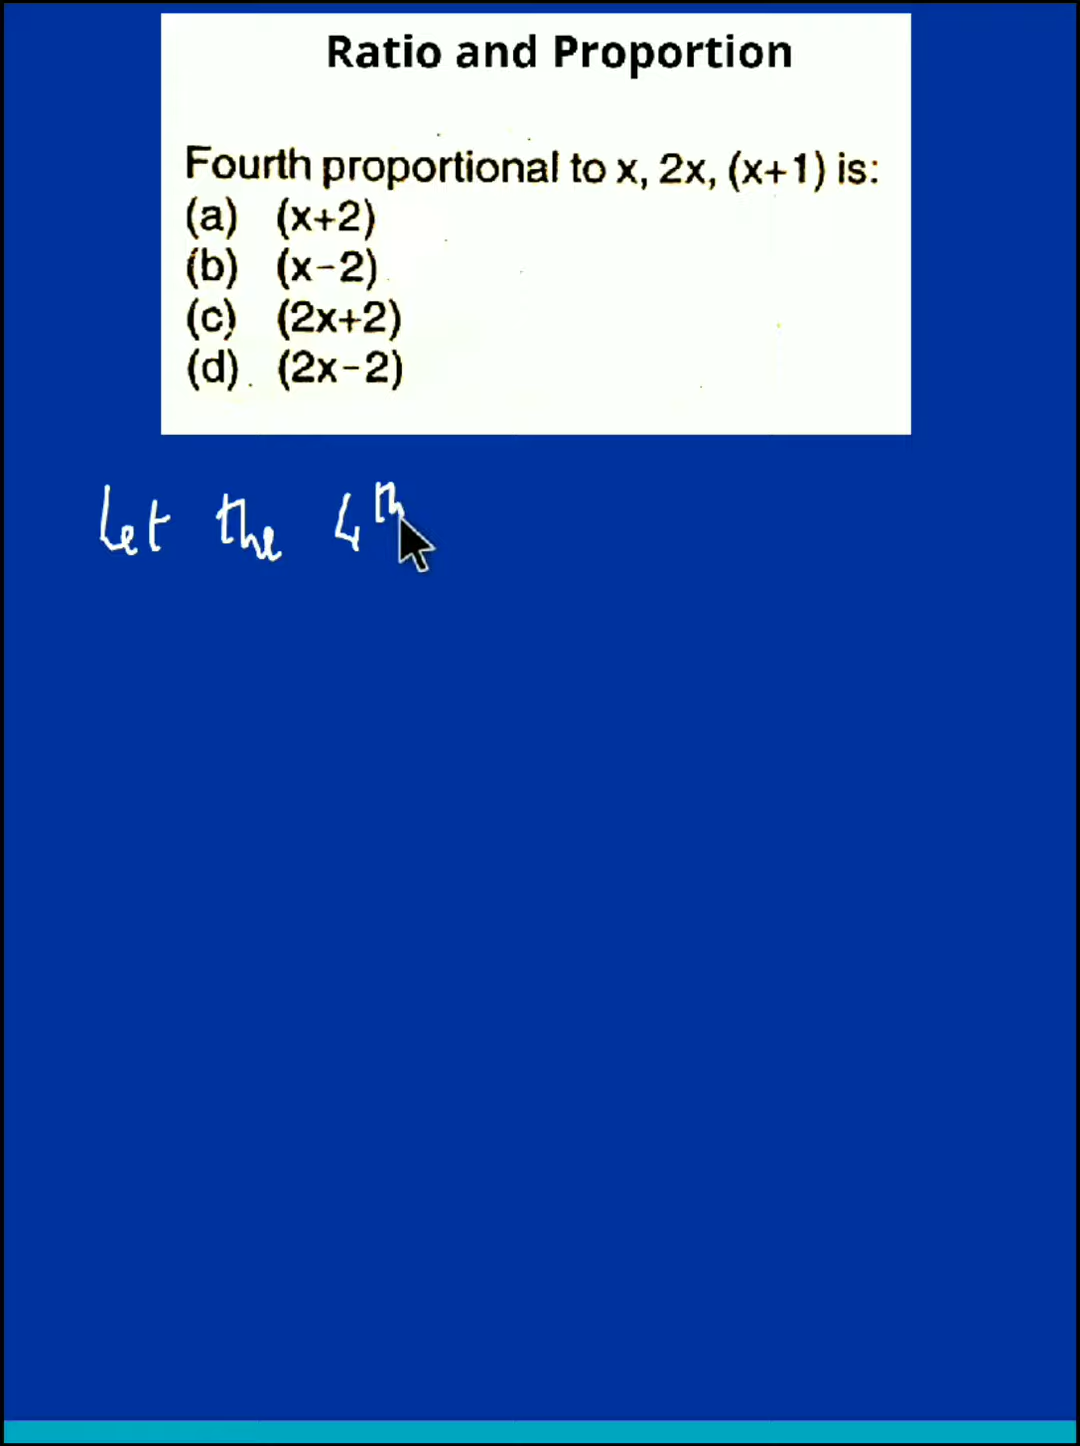 Ratio and Proportion
Fourth proportional to x, 2x, (x+1) is:
(a) (x+2)
(b) (x-2)
(c) (2x+2)
(d) (2x-2)
Let the 4th